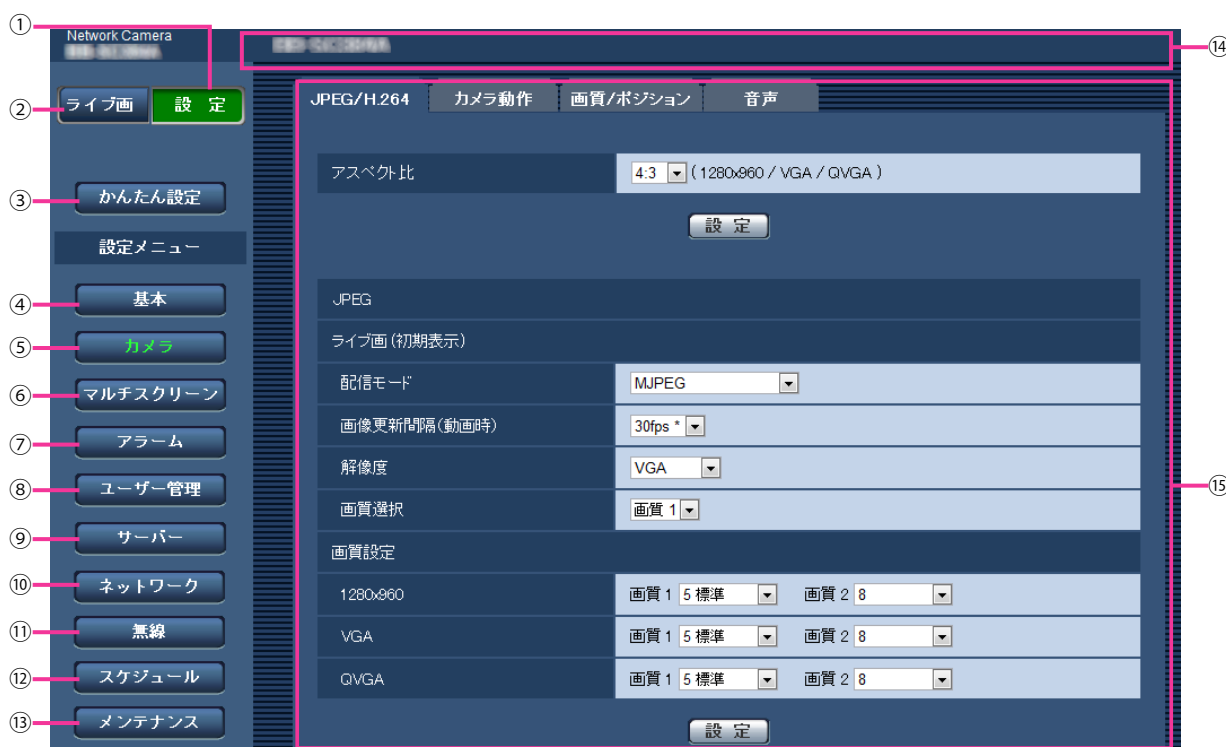 ①
Network Camera
⑭
② ライブ画 設 定
JPEG/H.264 カメラ動作 画質/ポジション 音声
アスペクト比 4:3 (1280x960 / VGA / QVGA)
③ かんたん設定
設 定
設定メニュー
④ 基本
JPEG
⑤ カメラ
ライブ画(初期表示)
配信モード MJPEG
⑥ マルチスクリーン
画像更新間隔(動画時) 30fps *
⑦ アラーム
解像度 VGA
⑧ ユーザー管理
⑮
画質選択 画質 1
⑨ サーバー
画質設定
⑩ ネットワーク
1280x960 画質 1 5 標準 画質 2 8
⑪ 無線
VGA 画質 1 5 標準 画質 2 8
⑫ スケジュール
QVGA 画質 1 5 標準 画質 2 8
⑬ メンテナンス
設 定